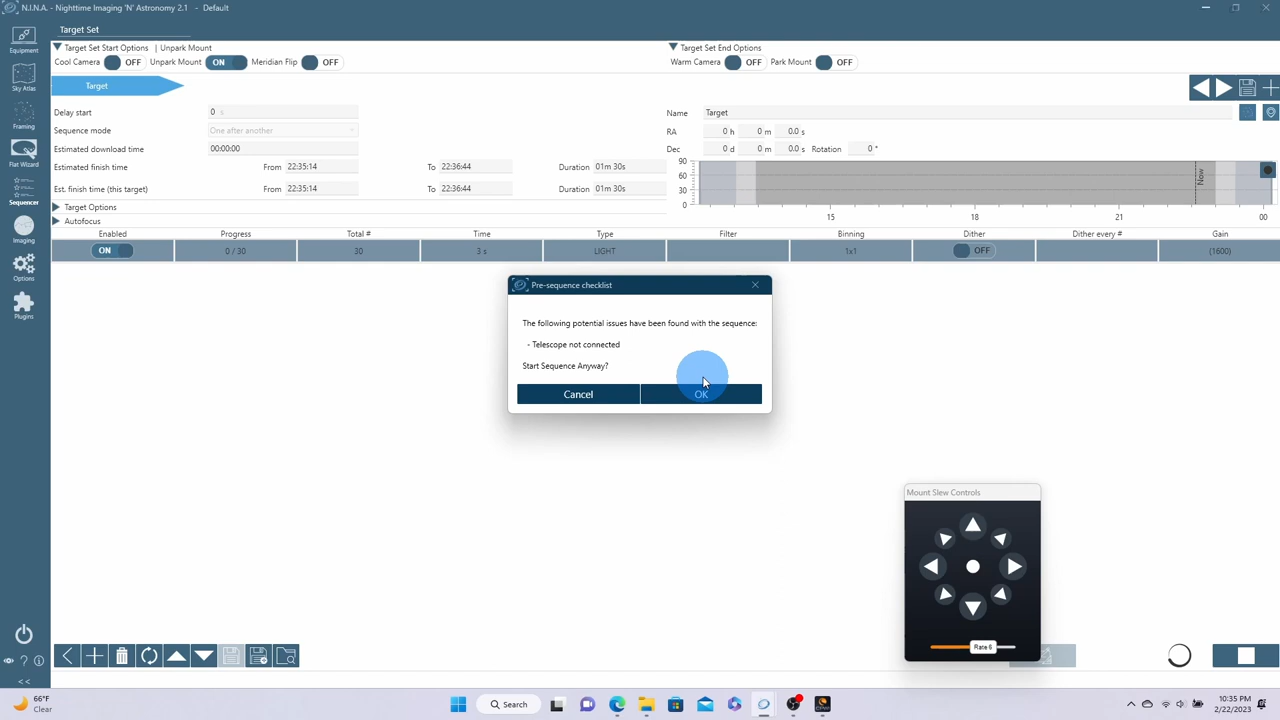 N.I.N.A. - Nighttime Imaging 'N' Astronomy 2.1 - Default
Equipment
Sky Atlas
Framing
Flat Wizard
Sequencer
Imaging
Options
Plugins
<<
Target Set
Target Set Start Options | Unpark Mount
Cool Camera OFF Unpark Mount ON Meridian Flip OFF
Target Set End Options
Warm Camera OFF Park Mount OFF
Target
Delay start 0 s
Sequence mode One after another
Estimated download time 00:00:00
Estimated finish time From 22:35:14 To 22:36:44 Duration 01m 30s
Est. finish time (this target) From 22:35:14 To 22:36:44 Duration 01m 30s
Target Options
Autofocus
Name Target
RA 0 h 0 m 0.0 s
Dec 0 d 0 m 0.0 s Rotation 0 °
90
60
30
0
Now
15 18 21 00
Enabled Progress Total # Time Type Filter Binning Dither Dither every # Gain
ON 0 / 30 30 3 s LIGHT 1x1 OFF (1600)
Pre-sequence checklist
The following potential issues have been found with the sequence:
- Telescope not connected
Start Sequence Anyway?
Cancel OK
Mount Slew Controls
Rate 6
66°F
Clear
Search
10:35 PM
2/22/2023